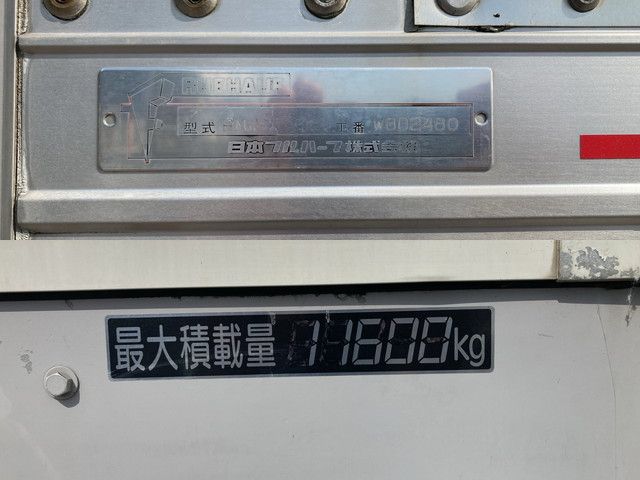 FRUEHAUF
型式 工番 W802480
日本フルハーフ株式会社
最大積載量 11600kg